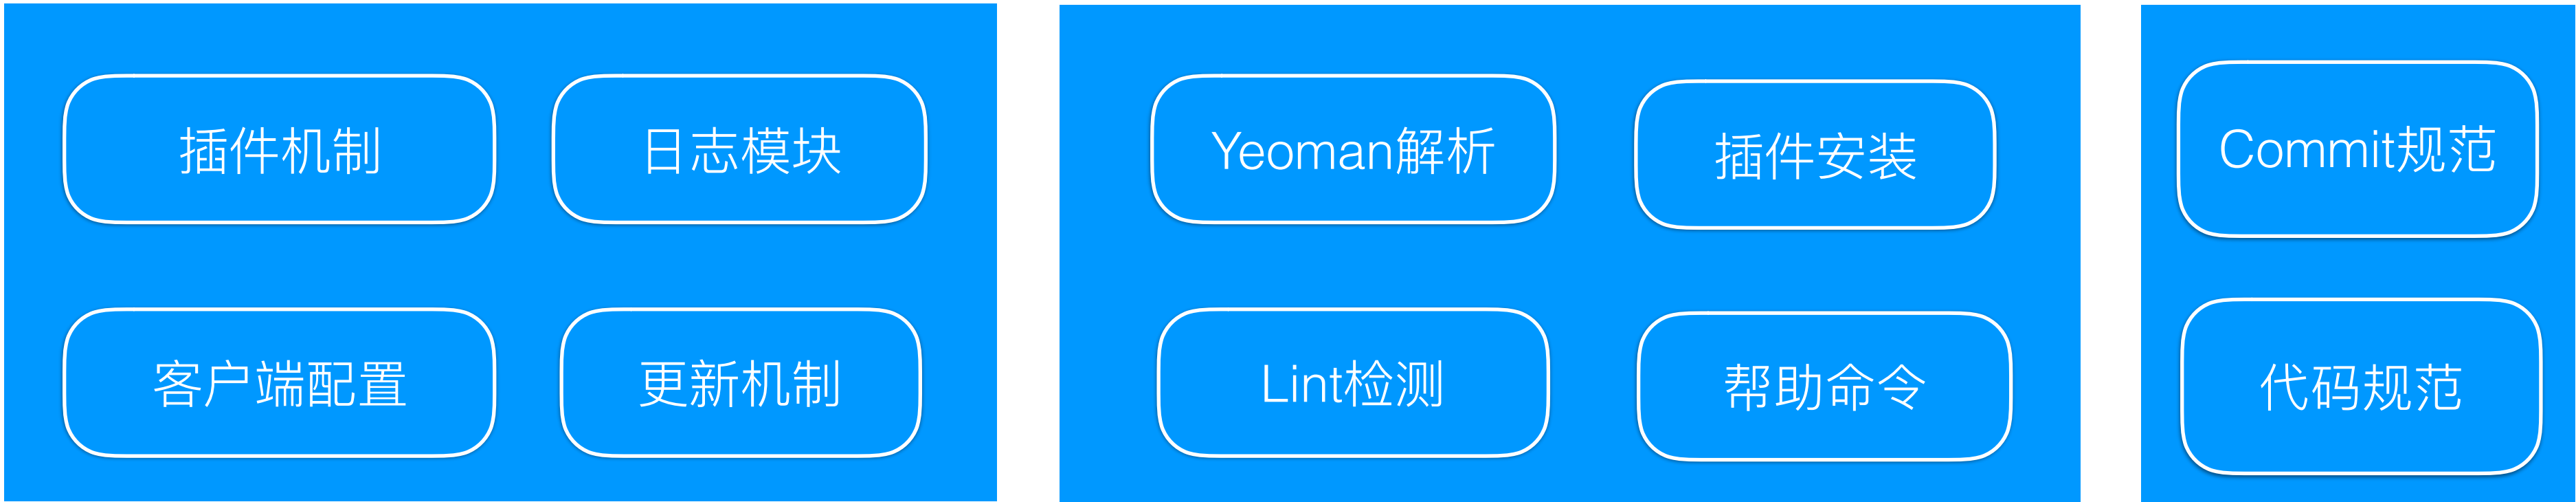 插件机制
日志模块
客户端配置
更新机制
Yeoman解析
插件安装
Lint检测
帮助命令
Commit规范
代码规范